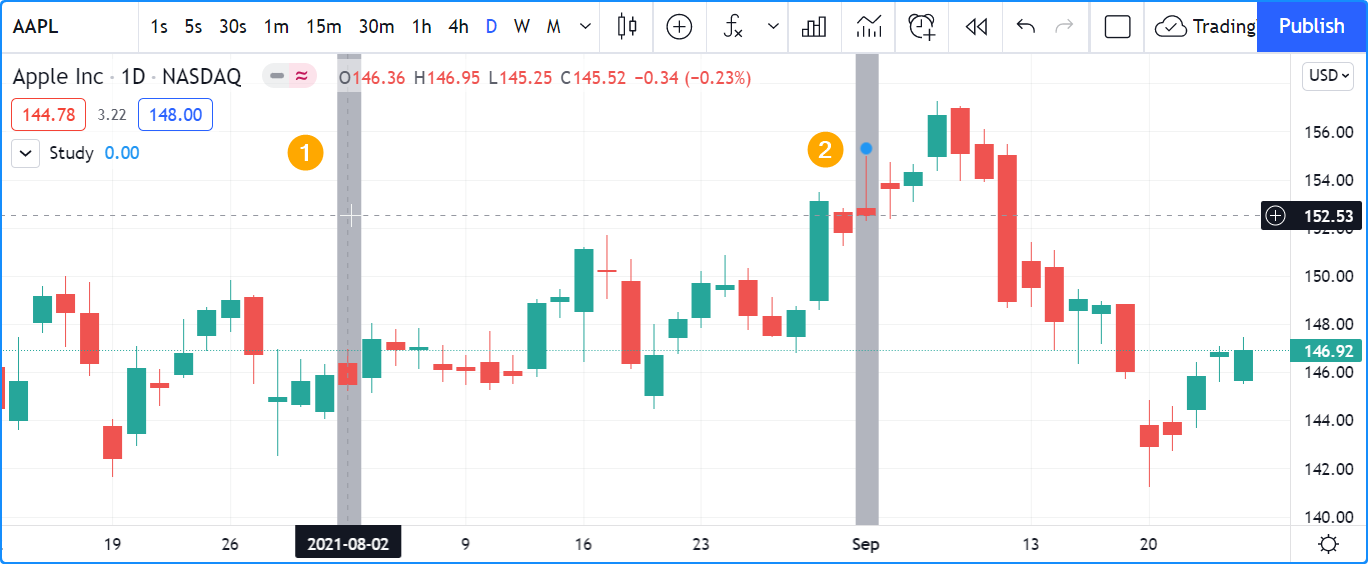 AAPL 1s 5s 30s 1m 15m 30m 1h 4h D W M fx Trading Publish
Apple Inc · 1D · NASDAQ O146.36 H146.95 L145.25 C145.52 −0.34 (−0.23%) USD
144.78 3.22 148.00
Study 0.00
1
2
156.00
154.00
152.53
152.00
150.00
148.00
146.92
146.00
144.00
142.00
140.00
19 26 2021-08-02 9 16 23 Sep 13 20